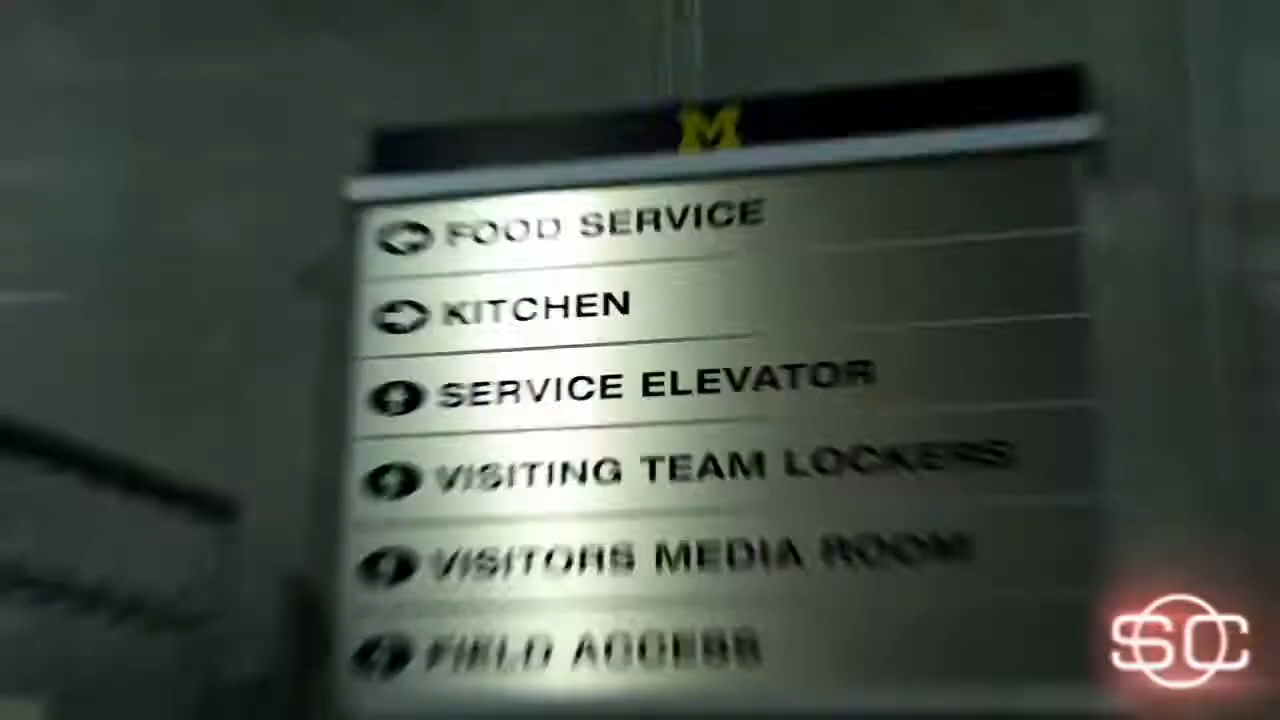 M
FOOD SERVICE
KITCHEN
SERVICE ELEVATOR
VISITING TEAM LOCKERS
VISITORS MEDIA ROOM
FIELD ACCESS
SC